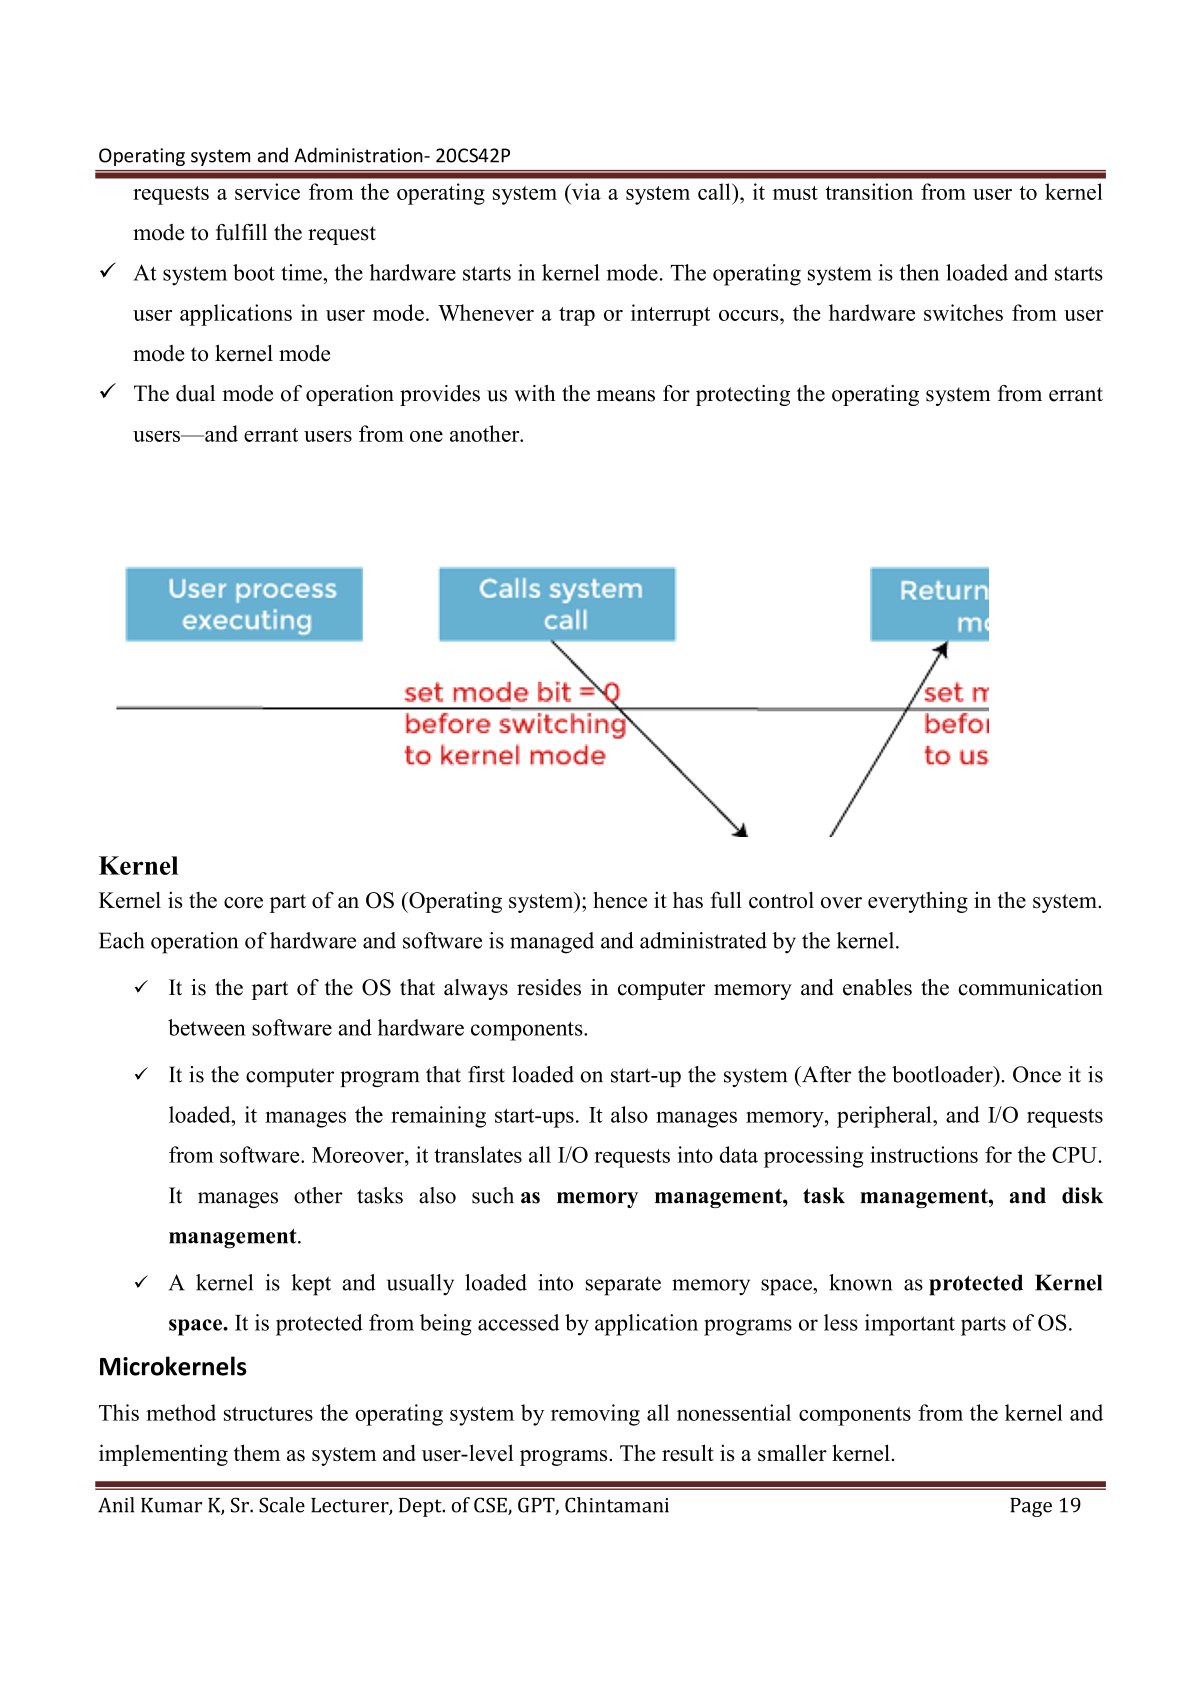 Operating system and Administration- 20CS42P
requests a service from the operating system (via a system call), it must transition from user to kernel
mode to fulfill the request
✓ At system boot time, the hardware starts in kernel mode. The operating system is then loaded and starts
user applications in user mode. Whenever a trap or interrupt occurs, the hardware switches from user
mode to kernel mode
✓ The dual mode of operation provides us with the means for protecting the operating system from errant
users—and errant users from one another.
User process
executing
Calls system
call
Return
set mode bit = 0
before switching
to kernel mode
set
to us
Kernel
Kernel is the core part of an OS (Operating system); hence it has full control over everything in the system.
Each operation of hardware and software is managed and administrated by the kernel.
✓ It is the part of the OS that always resides in computer memory and enables the communication
between software and hardware components.
✓ It is the computer program that first loaded on start-up the system (After the bootloader). Once it is
loaded, it manages the remaining start-ups. It also manages memory, peripheral, and I/O requests
from software. Moreover, it translates all I/O requests into data processing instructions for the CPU.
It manages other tasks also such as memory management, task management, and disk
management.
✓ A kernel is kept and usually loaded into separate memory space, known as protected Kernel
space. It is protected from being accessed by application programs or less important parts of OS.
Microkernels
This method structures the operating system by removing all nonessential components from the kernel and
implementing them as system and user-level programs. The result is a smaller kernel.
Anil Kumar K, Sr. Scale Lecturer, Dept. of CSE, GPT, Chintamani Page 19